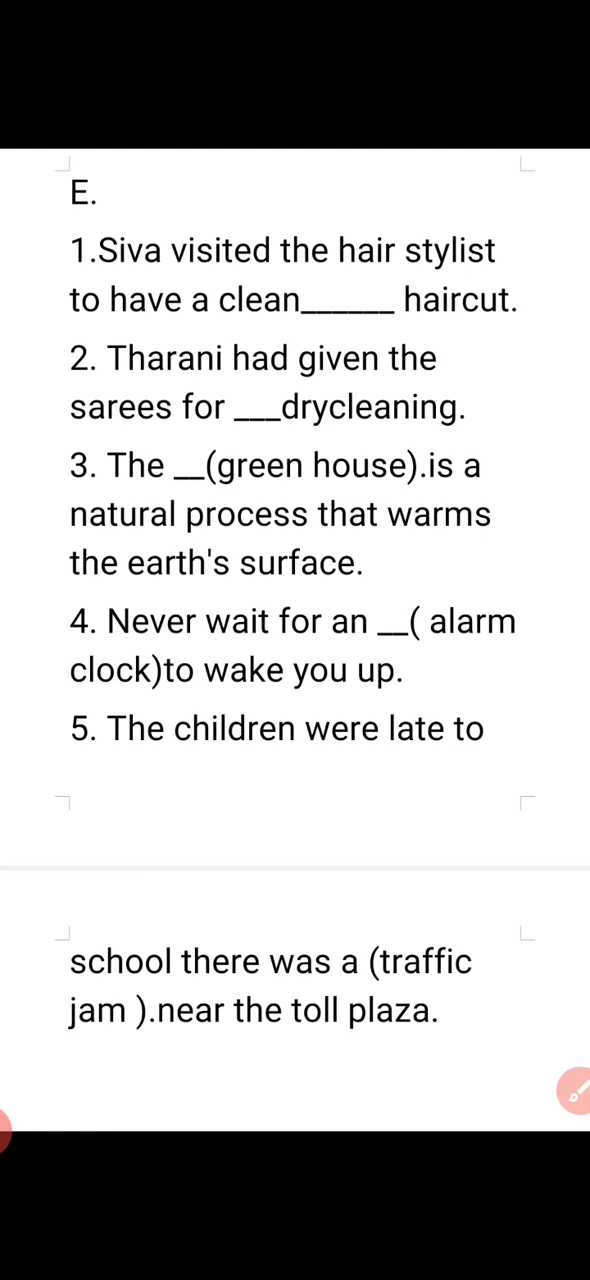 E.
1.Siva visited the hair stylist
to have a clean______ haircut.
2. Tharani had given the
sarees for ___drycleaning.
3. The __(green house).is a
natural process that warms
the earth's surface.
4. Never wait for an __( alarm
clock)to wake you up.
5. The children were late to
school there was a (traffic
jam ).near the toll plaza.